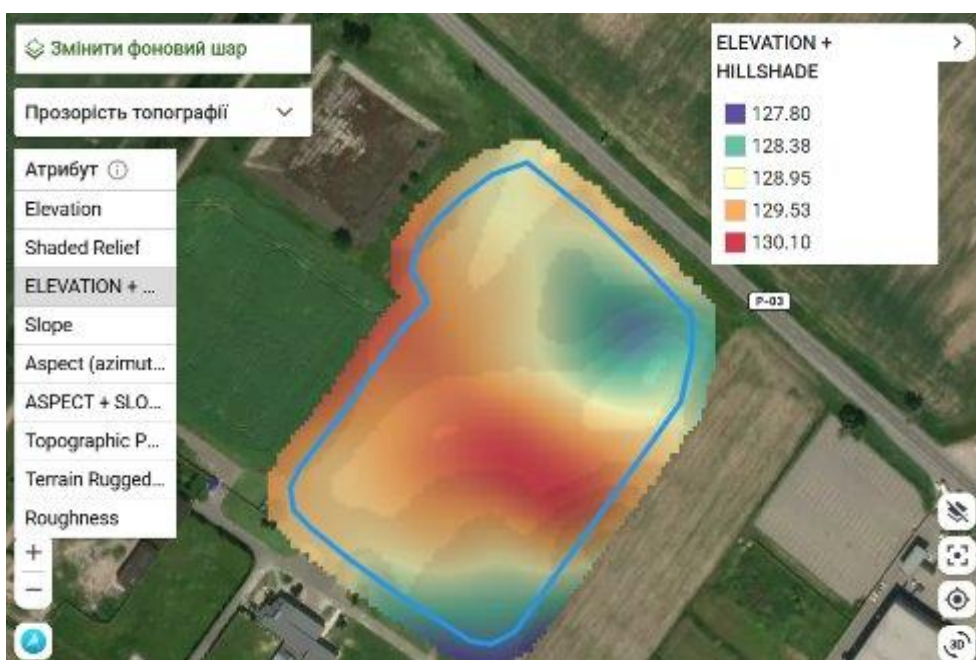 Змінити фоновий шар
Прозорість топографії
Атрибут
Elevation
Shaded Relief
ELEVATION + ...
Slope
Aspect (azimut...
ASPECT + SLO...
Topographic P...
Terrain Rugged...
Roughness
+
−
ELEVATION +
HILLSHADE
127.80
128.38
128.95
129.53
130.10
P-03
3D